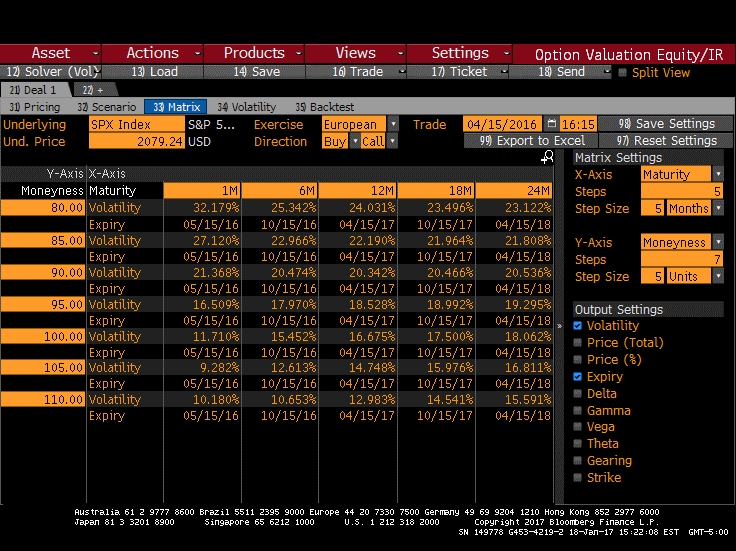 Asset Actions Products Views Settings Option Valuation Equity/IR
12) Solver (Vol) 13) Load 14) Save 16) Trade 17) Ticket 18) Send Split View
21) Deal 1 22) +
31) Pricing 32) Scenario 33) Matrix 34) Volatility 35) Backtest
Underlying SPX Index S&P 5... Exercise European Trade 04/15/2016 16:15 98) Save Settings
Und. Price 2079.24 USD Direction Buy Call 99) Export to Excel 97) Reset Settings
Matrix Settings
Y-Axis X-Axis
X-Axis Maturity
Moneyness Maturity 1M 6M 12M 18M 24M
Steps 5
80.00 Volatility 32.179% 25.342% 24.031% 23.496% 23.122%
Step Size 5 Months
Expiry 05/15/16 10/15/16 04/15/17 10/15/17 04/15/18
85.00 Volatility 27.120% 22.966% 22.190% 21.964% 21.808%
Y-Axis Moneyness
Expiry 05/15/16 10/15/16 04/15/17 10/15/17 04/15/18
Steps 7
90.00 Volatility 21.368% 20.474% 20.342% 20.466% 20.536%
Step Size 5 Units
Expiry 05/15/16 10/15/16 04/15/17 10/15/17 04/15/18
95.00 Volatility 16.509% 17.970% 18.528% 18.992% 19.295%
Output Settings
Expiry 05/15/16 10/15/16 04/15/17 10/15/17 04/15/18
Volatility
100.00 Volatility 11.710% 15.452% 16.675% 17.500% 18.062%
Price (Total)
Expiry 05/15/16 10/15/16 04/15/17 10/15/17 04/15/18
Price (%)
105.00 Volatility 9.282% 12.613% 14.748% 15.976% 16.811%
Expiry
Expiry 05/15/16 10/15/16 04/15/17 10/15/17 04/15/18
Delta
110.00 Volatility 10.180% 10.653% 12.983% 14.541% 15.591%
Gamma
Expiry 05/15/16 10/15/16 04/15/17 10/15/17 04/15/18
Vega
Theta
Gearing
Strike
Australia 61 2 9777 8600 Brazil 5511 2395 9000 Europe 44 20 7330 7500 Germany 49 69 9204 1210 Hong Kong 852 2977 6000
Japan 81 3 3201 8900 Singapore 65 6212 1000 U.S. 1 212 318 2000 Copyright 2017 Bloomberg Finance L.P.
SN 149778 G453-4219-2 18-Jan-17 15:22:08 EST GMT-5:00